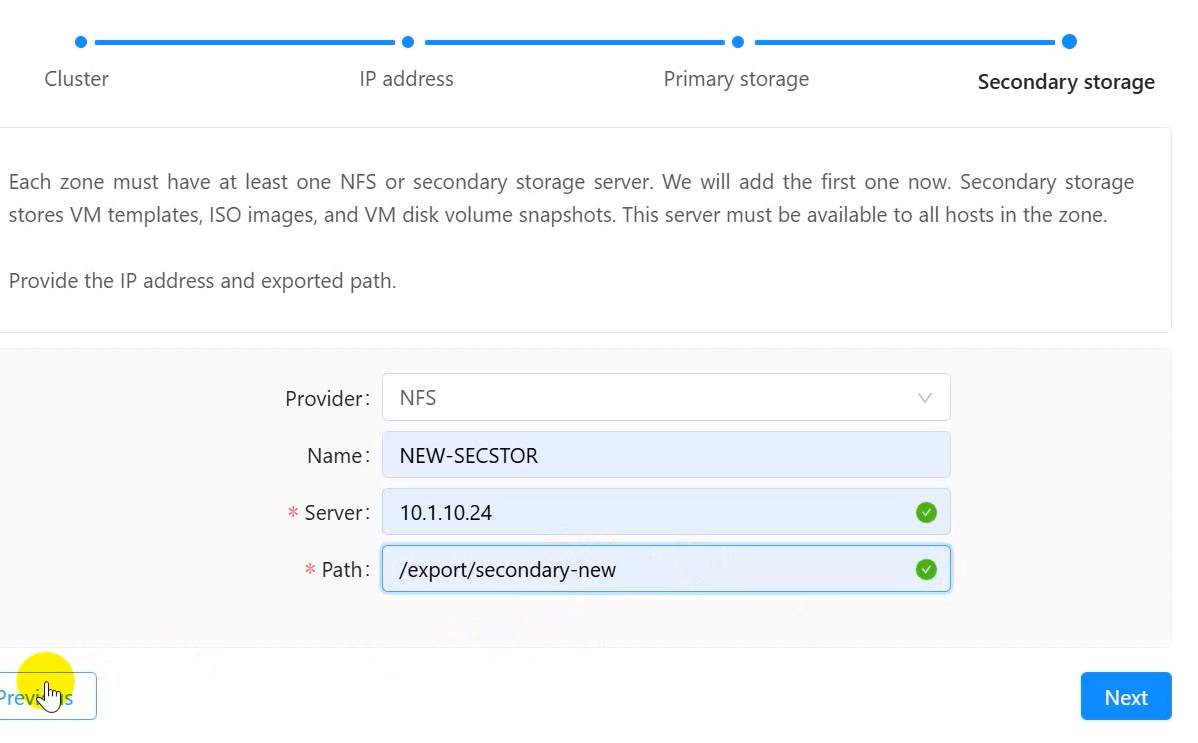 Cluster IP address Primary storage Secondary storage
Each zone must have at least one NFS or secondary storage server. We will add the first one now. Secondary storage
stores VM templates, ISO images, and VM disk volume snapshots. This server must be available to all hosts in the zone.
Provide the IP address and exported path.
Provider: NFS
Name: NEW-SECSTOR
* Server: 10.1.10.24
* Path: /export/secondary-new
Previous Next